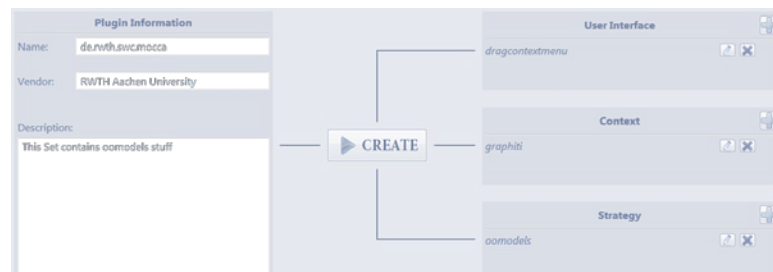 Plugin Information
Name: de.rwth.swc.mocca
Vendor: RWTH Aachen University
Description:
This Set contains oomodels stuff
CREATE
User Interface
dragcontextmenu
Context
graphiti
Strategy
oomodels